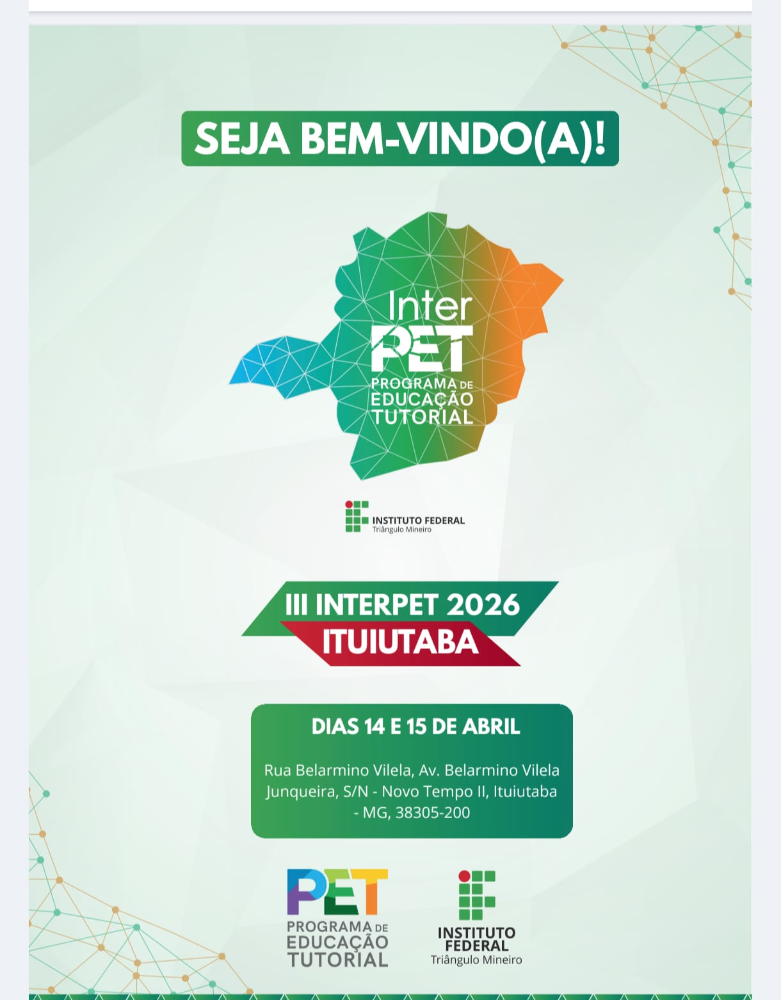 SEJA BEM-VINDO(A)!
Inter
PET
PROGRAMA DE
EDUCAÇÃO
TUTORIAL
INSTITUTO FEDERAL
Triângulo Mineiro
III INTERPET 2026
ITUIUTABA
DIAS 14 E 15 DE ABRIL
Rua Belarmino Vilela, Av. Belarmino Vilela
Junqueira, S/N - Novo Tempo II, Ituiutaba
- MG, 38305-200
PET
PROGRAMA DE
EDUCAÇÃO
TUTORIAL
INSTITUTO
FEDERAL
Triângulo Mineiro